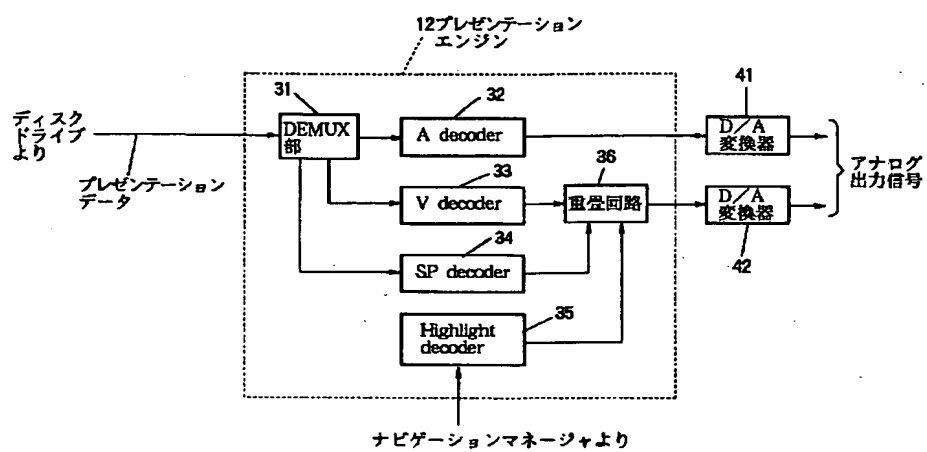 12プレゼンテーション
エンジン
31
32
41
ディスク
ドライブ
より
DEMUX
部
A decoder
D/A
変換器
プレゼンテーション
データ
33
36
アナログ
出力信号
V decoder
重畳回路
D/A
変換器
34
42
SP decoder
35
Highlight
decoder
ナビゲーションマネージャより